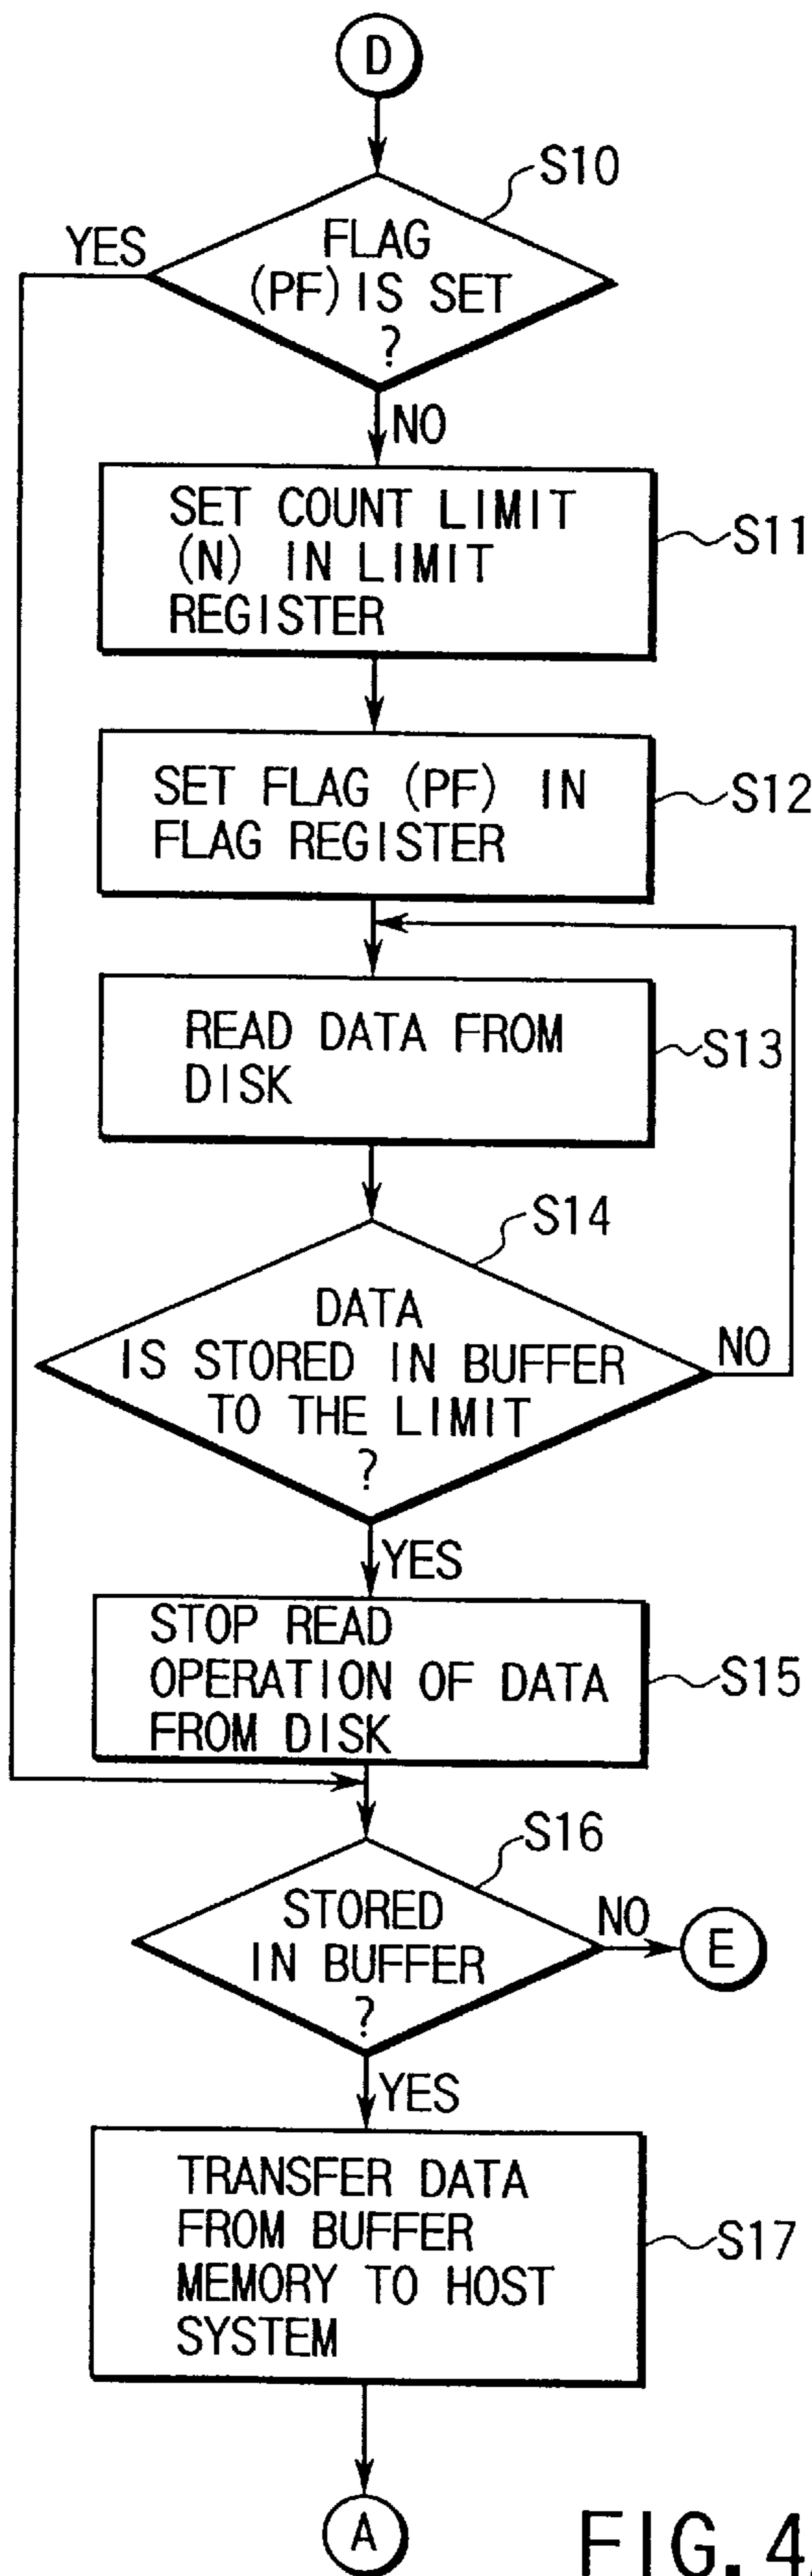 D
S10
YES
FLAG
(PF) IS SET
?
NO
SET COUNT LIMIT
(N) IN LIMIT
REGISTER
S11
SET FLAG (PF) IN
FLAG REGISTER
S12
READ DATA FROM
DISK
S13
S14
DATA
IS STORED IN BUFFER
TO THE LIMIT
?
NO
YES
STOP READ
OPERATION OF DATA
FROM DISK
S15
S16
STORED
IN BUFFER
?
NO
E
YES
TRANSFER DATA
FROM BUFFER
MEMORY TO HOST
SYSTEM
S17
A
FIG. 4